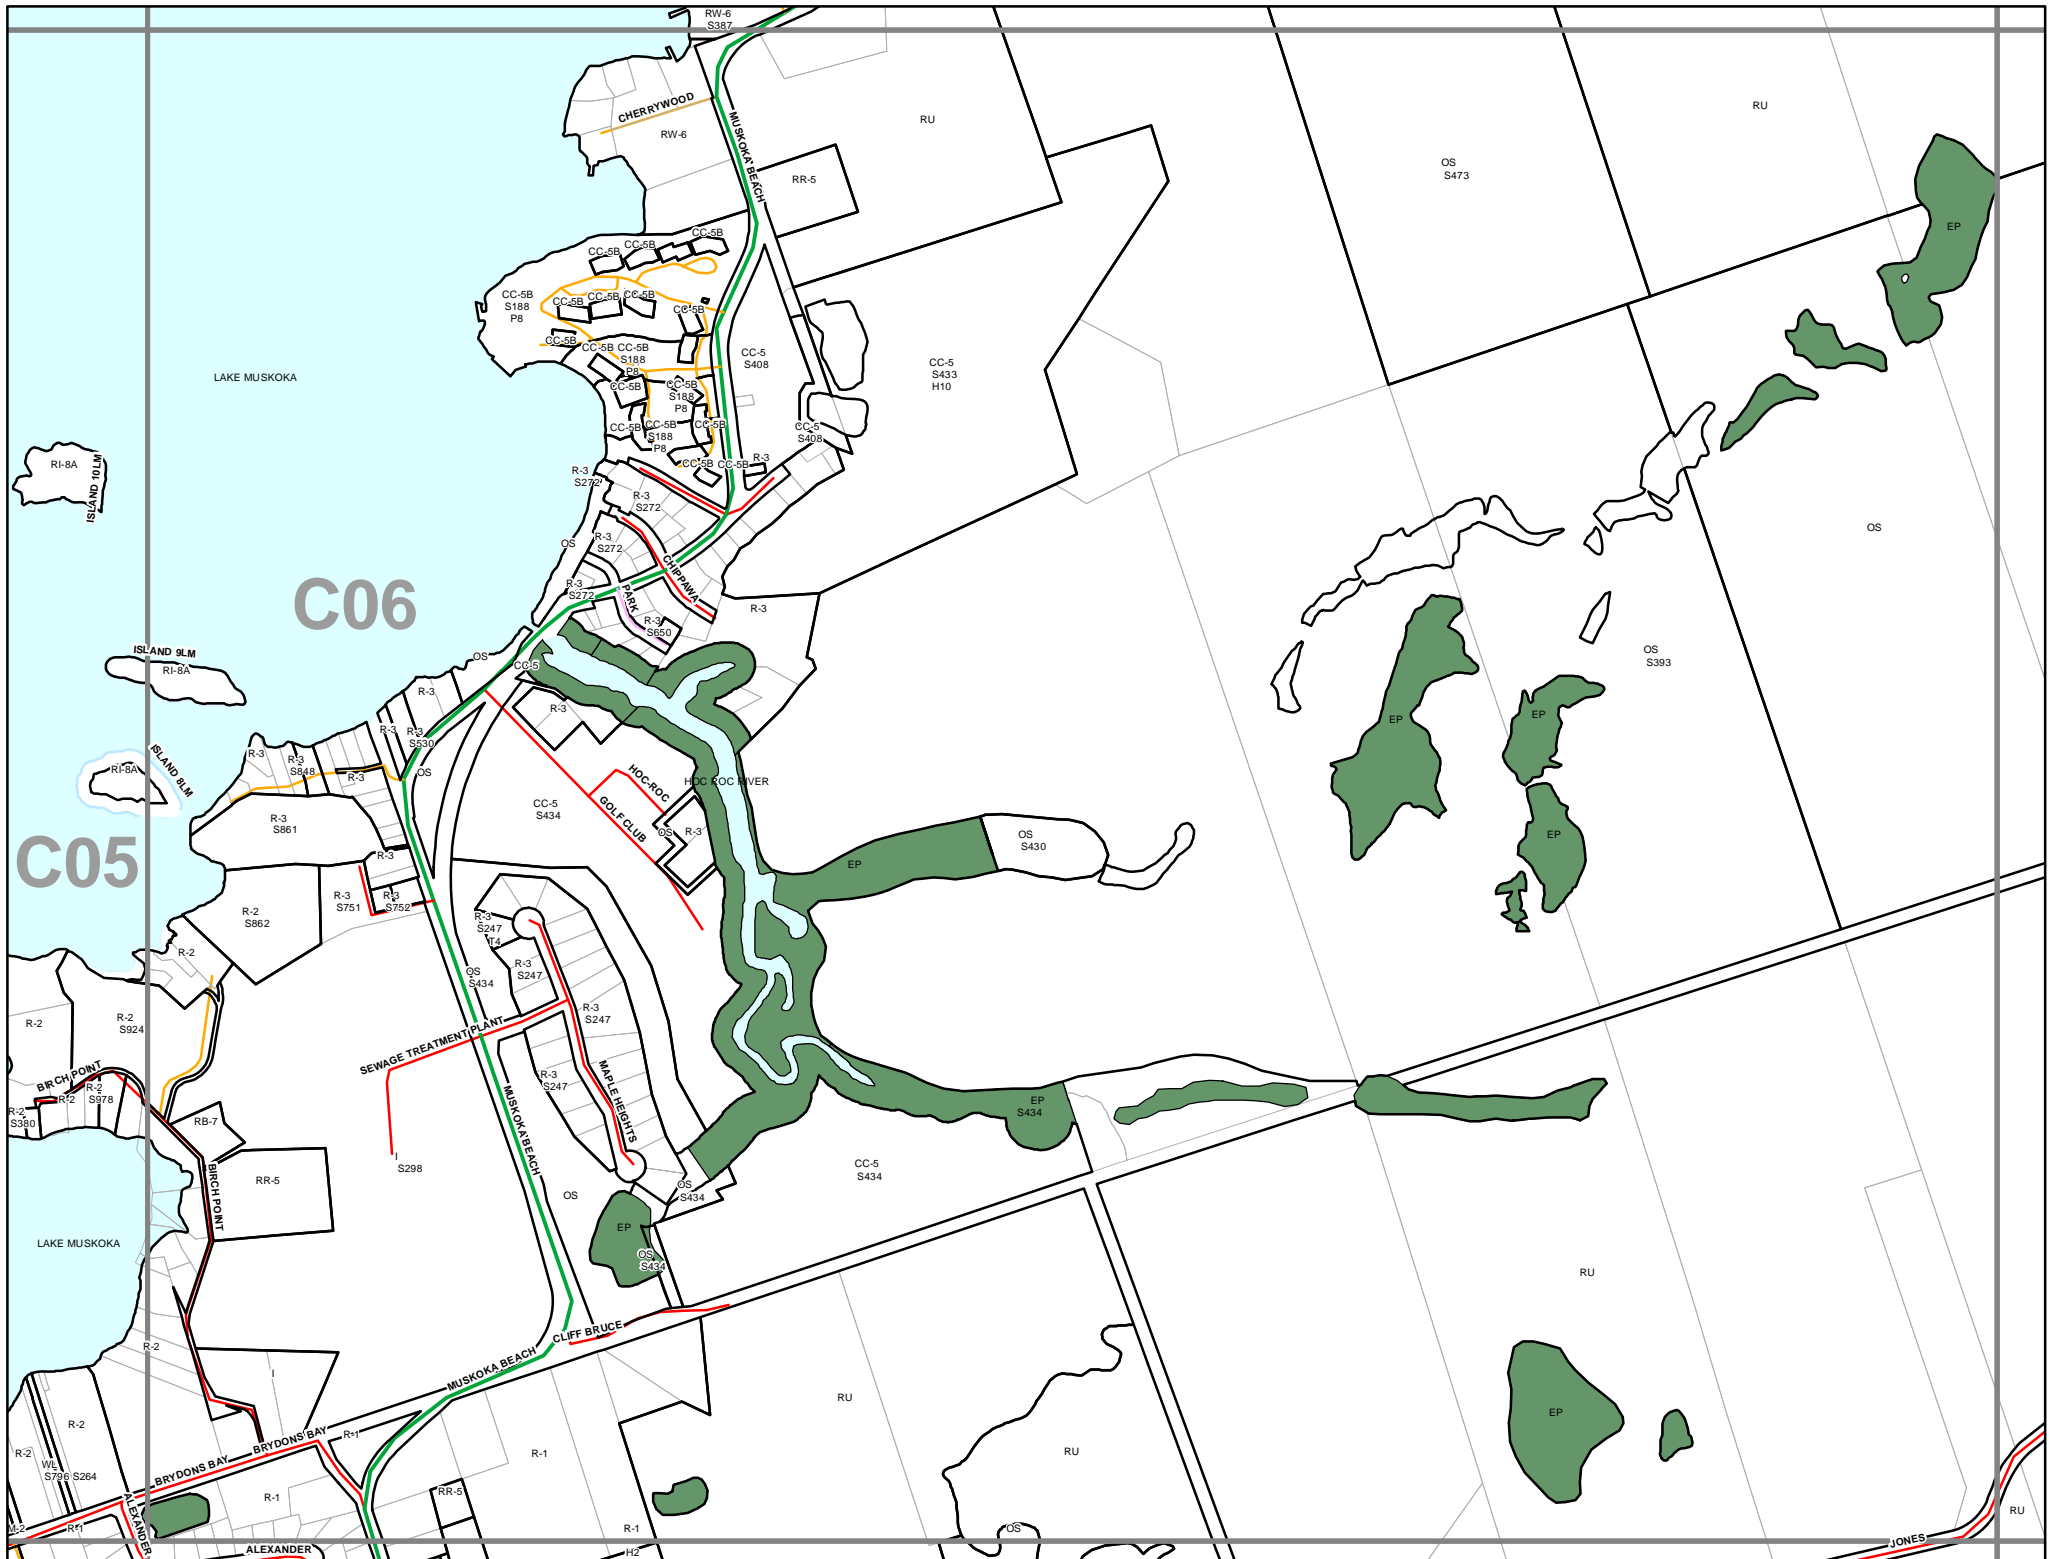 RW-6
S387
CHERRYWOOD
RW-6
MUSKOKA BEACH
RU
RU
RR-5
OS
S473
EP
CC-5B
CC-5B
CC-5B
CC-5B
S188
P8
CC-5B
CC-5B
CC-5B
CC-5B
CC-5B
CC-5B
CC-5B
S188
P8
CC-5
S408
CC-5
S433
H10
LAKE MUSKOKA
CC-5B
CC-5B
S188
P8
CC-5B
CC-5B
S188
P8
CC-5B
CC-5
S408
CC-5B
CC-5B
R-3
RI-8A
ISLAND 10LM
R-3
S272
R-3
S272
OS
R-3
S272
OS
CHIPPAWA
R-3
S272
PARK
C06
R-3
R-3
S650
OS
S393
ISLAND 9LM
RI-8A
OS
CC-5
R-3
R-3
EP
EP
R-3
R-3
S530
R-3
R-3
S848
R-3
OS
ISLAND 8LM
RI-8A
HOC-ROC
HOC ROC RIVER
GOLF CLUB
CC-5
S434
R-3
S861
OS
R-3
OS
S430
EP
EP
C05
R-3
R-3
S751
R-3
S752
R-2
S862
R-3
S247
T4
R-2
R-3
S247
OS
S434
R-2
R-2
S924
R-3
S247
SEWAGE TREATMENT PLANT
BIRCH POINT
R-2
R-2
S978
R-2
S380
R-3
S247
MAPLE HEIGHTS
MUSKOKA BEACH
EP
S434
RB-7
I
S298
BIRCH POINT
RR-5
CC-5
S434
OS
OS
S434
EP
LAKE MUSKOKA
OS
S434
RU
CLIFF BRUCE
R-2
MUSKOKA BEACH
I
RU
EP
R-2
R-1
BRYDONS BAY
R-2
R-1
RU
WL
S796
S264
BRYDONS BAY
R-1
RR-5
ALEXANDER
M-2
R-1
R-1
H2
OS
RU
JONES
ALEXANDER